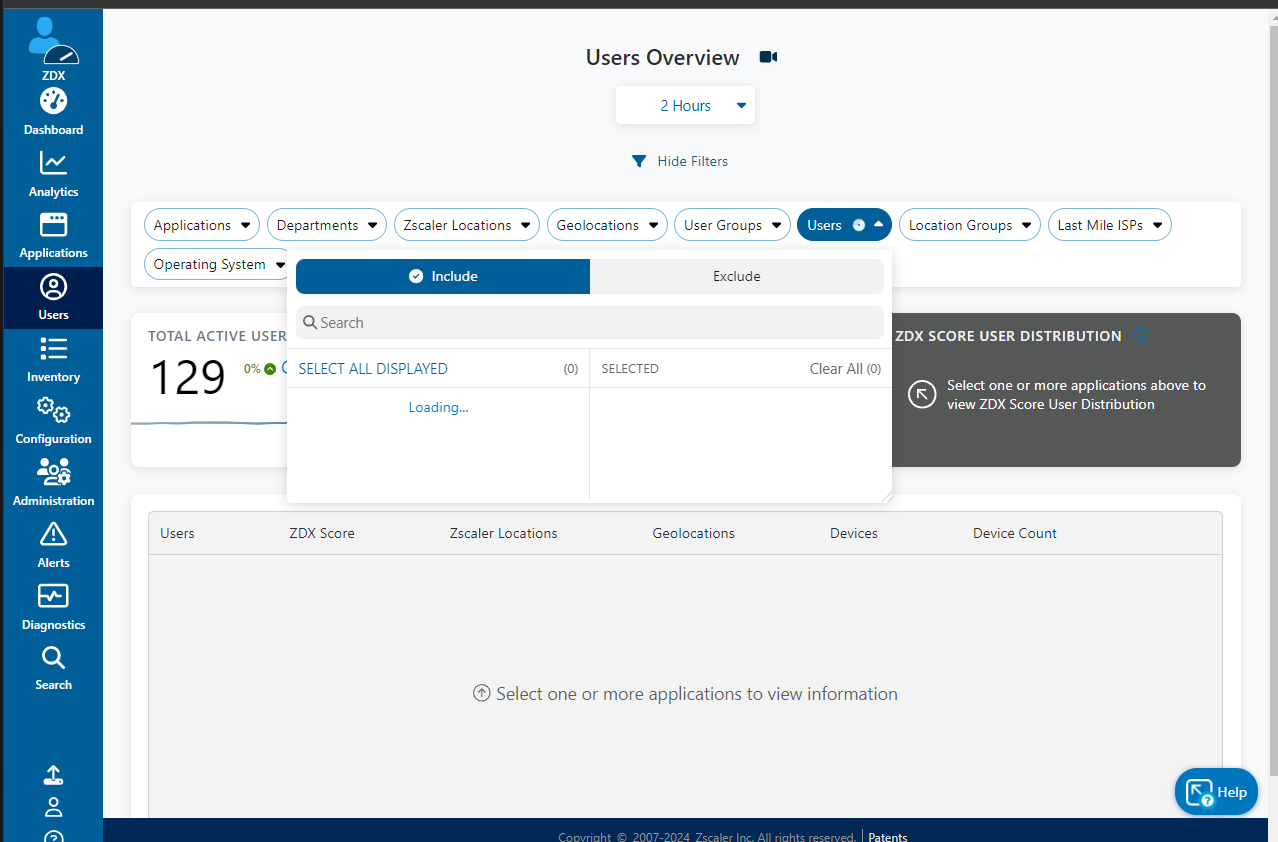 ZDX
Dashboard
Analytics
Applications
Users
Inventory
Configuration
Administration
Alerts
Diagnostics
Search
Users Overview
2 Hours
Hide Filters
Applications Departments Zscaler Locations Geolocations User Groups Users Location Groups Last Mile ISPs
Operating System
Include Exclude
Search
SELECT ALL DISPLAYED (0) SELECTED Clear All (0)
Loading...
TOTAL ACTIVE USER
129 0%
ZDX SCORE USER DISTRIBUTION
Select one or more applications above to
view ZDX Score User Distribution
Users ZDX Score Zscaler Locations Geolocations Devices Device Count
Select one or more applications to view information
Help
Copyright © 2007-2024 Zscaler Inc. All rights reserved. | Patents